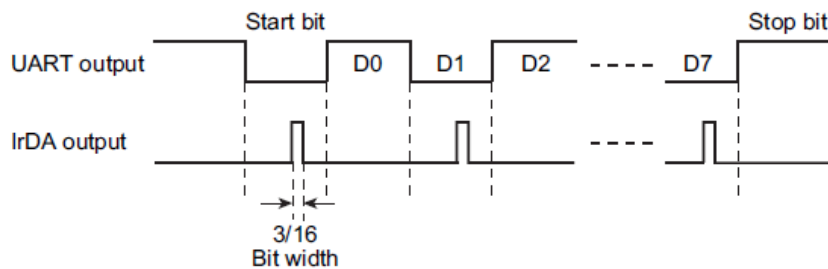 Start bit
Stop bit
UART output
D0
D1
D2
D7
IrDA output
3/16
Bit width